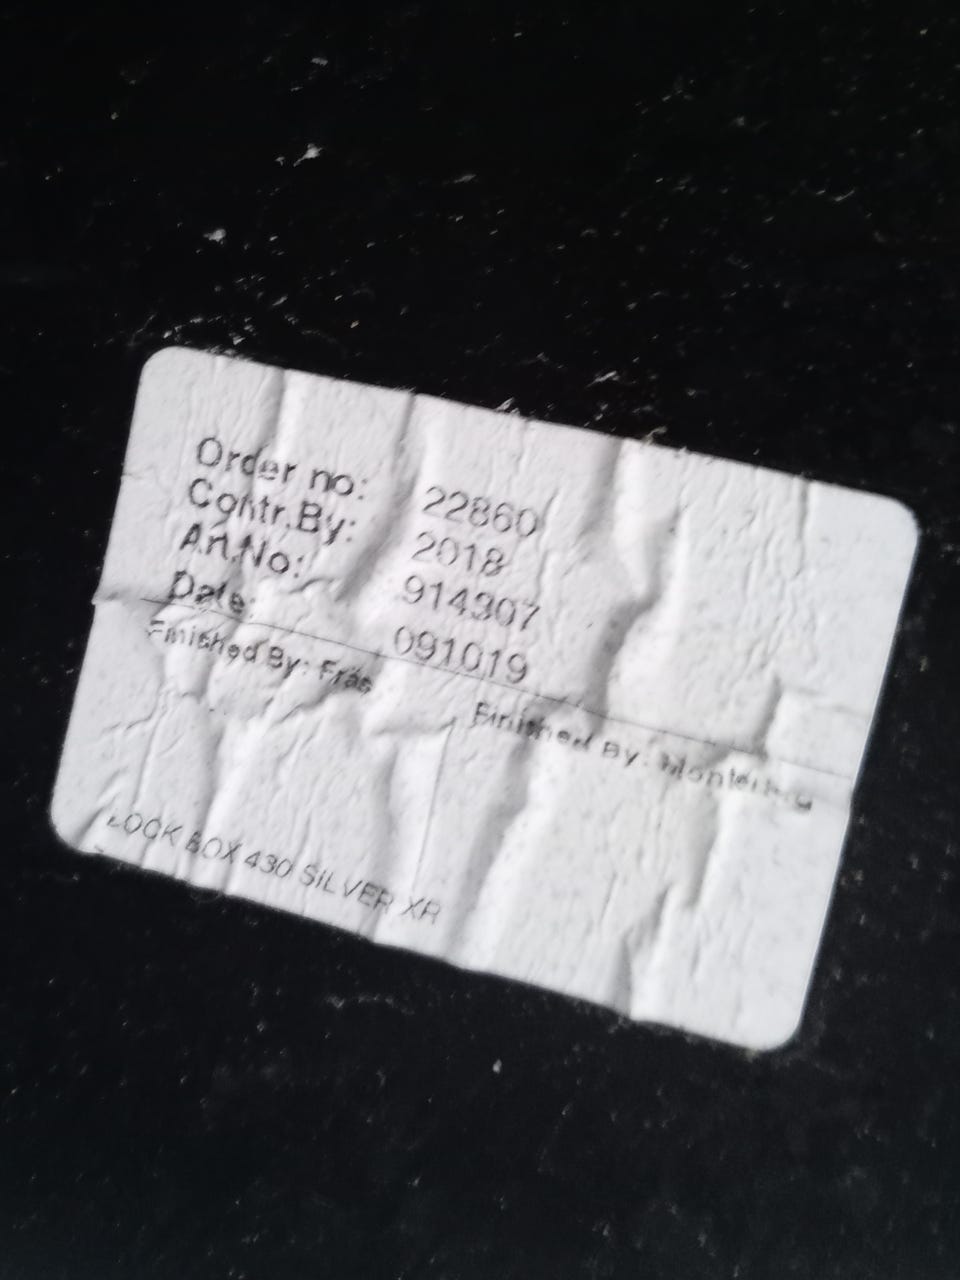 Order no: 22860
Contr.By: 2018
Art.No: 914307
Date: 091019
Finished By: Fräs
Finished By: Montering
LOCK BOX 430 SILVER XR